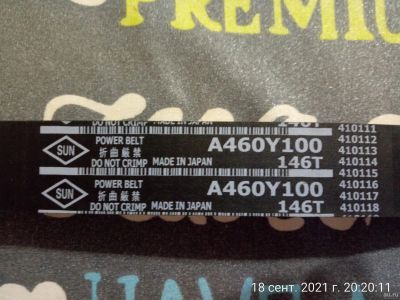 PREMIUM
DO NOT CRIMP MADE IN JAPAN 146T 410111
POWER BELT A460Y100 410112
SUN 折曲厳禁 410113
DO NOT CRIMP MADE IN JAPAN 146T 410114
410115
POWER BELT A460Y100 410116
SUN 折曲厳禁 410117
DO NOT CRIMP MADE IN JAPAN 146T 410118
18 сент. 2021 г. 20:20:11